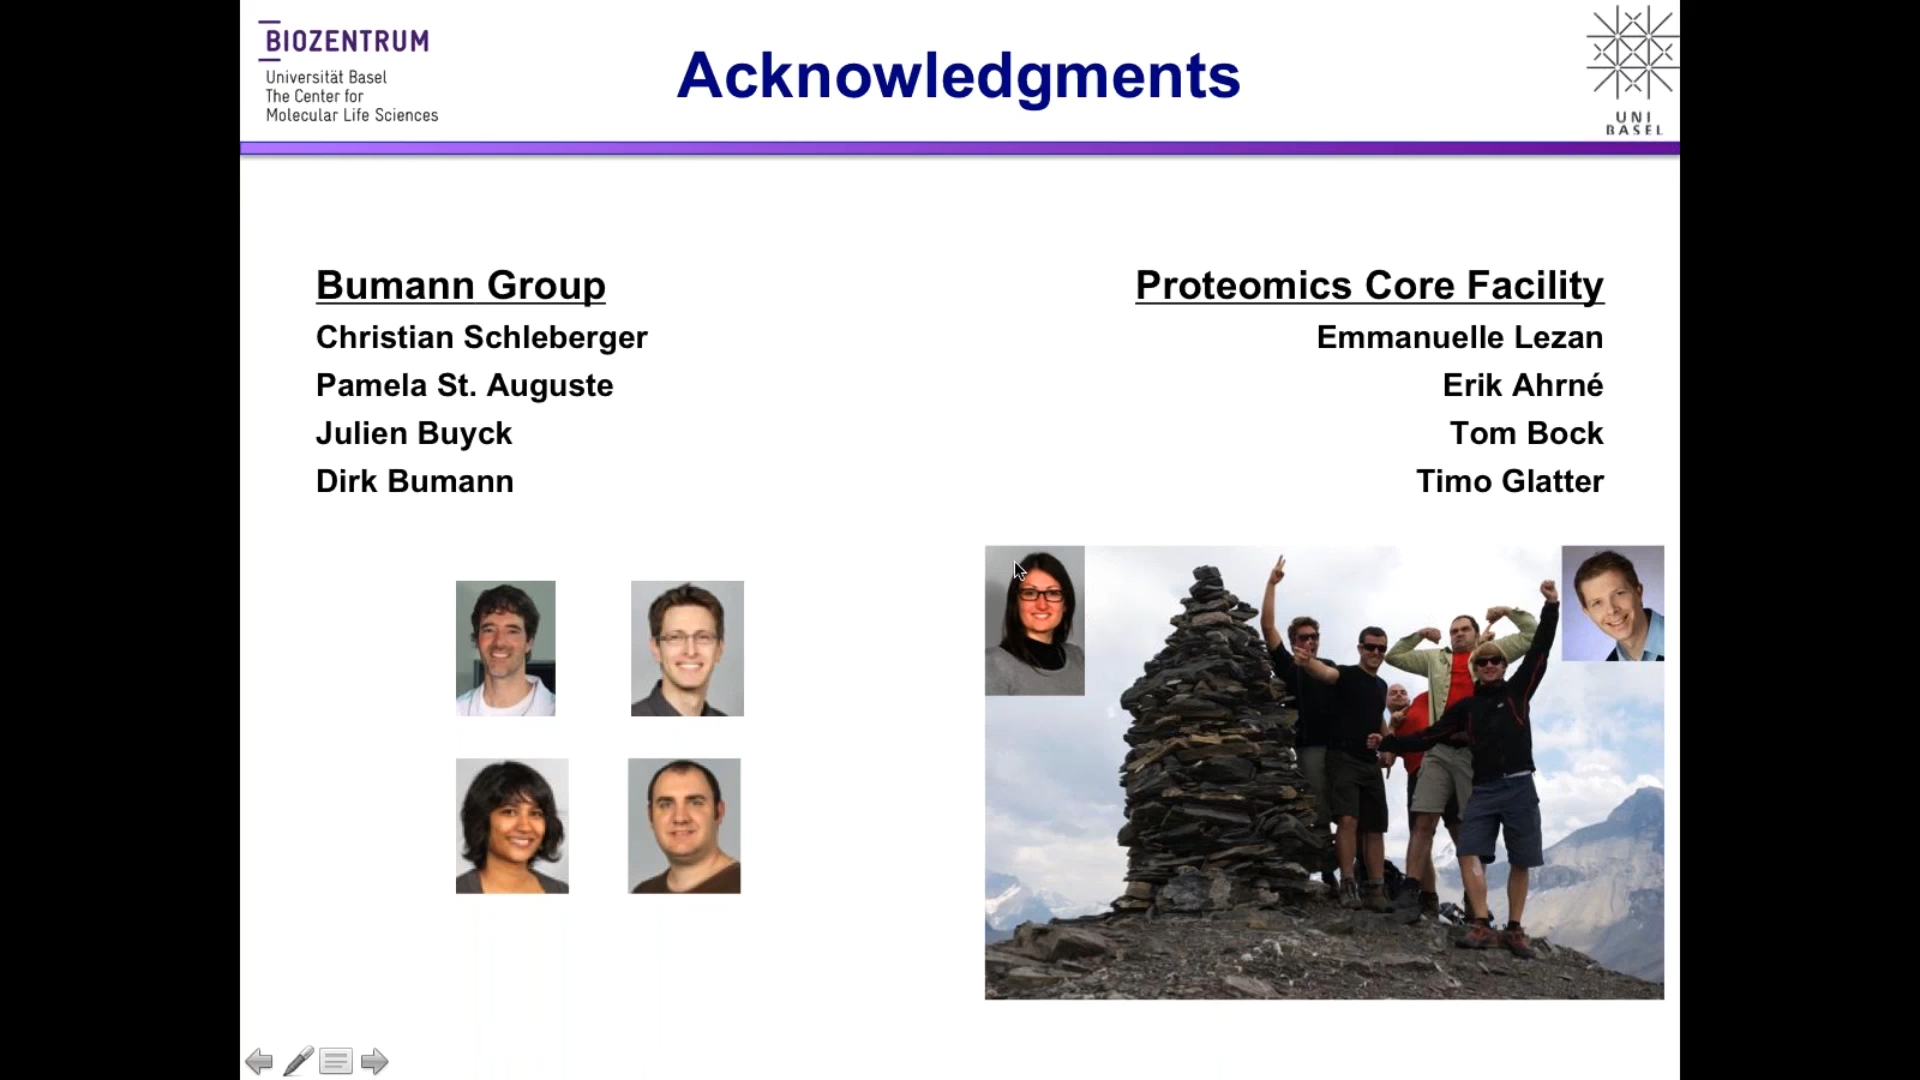 BIOZENTRUM
Universität Basel
The Center for
Molecular Life Sciences
Acknowledgments
UNI
BASEL
Bumann Group
Christian Schleberger
Pamela St. Auguste
Julien Buyck
Dirk Bumann
Proteomics Core Facility
Emmanuelle Lezan
Erik Ahrné
Tom Bock
Timo Glatter